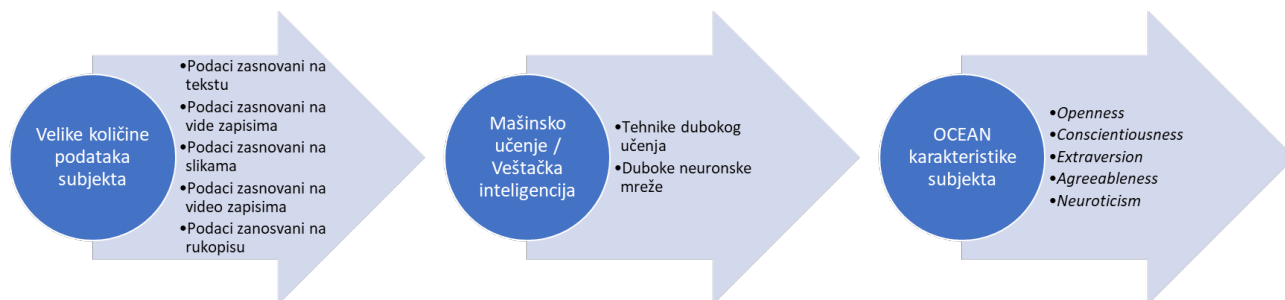 Velike količine
podataka
subjekta
•Podaci zasnovani na
tekstu
•Podaci zasnovani na
vide zapisima
•Podaci zasnovani na
slikama
•Podaci zasnovani na
video zapisima
•Podaci zanosvani na
rukopisu
Mašinsko
učenje /
Veštačka
inteligencija
•Tehnike dubokog
učenja
•Duboke neuronske
mreže
OCEAN
karakteristike
subjekta
•Openness
•Conscientiousness
•Extraversion
•Agreeableness
•Neuroticism